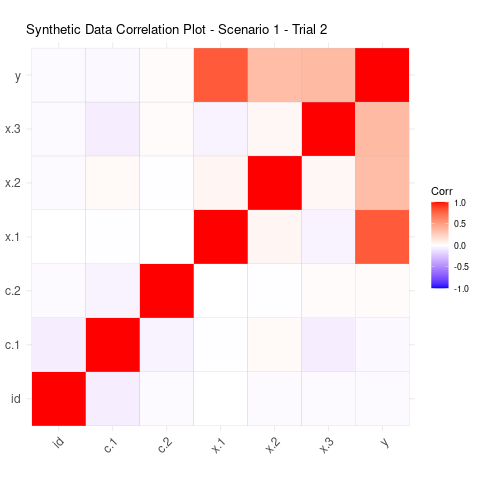 Synthetic Data Correlation Plot - Scenario 1 - Trial 2
y
x.3
x.2
x.1
c.2
c.1
id
id
c.1
c.2
x.1
x.2
x.3
y
Corr
1.0
0.5
0.0
-0.5
-1.0